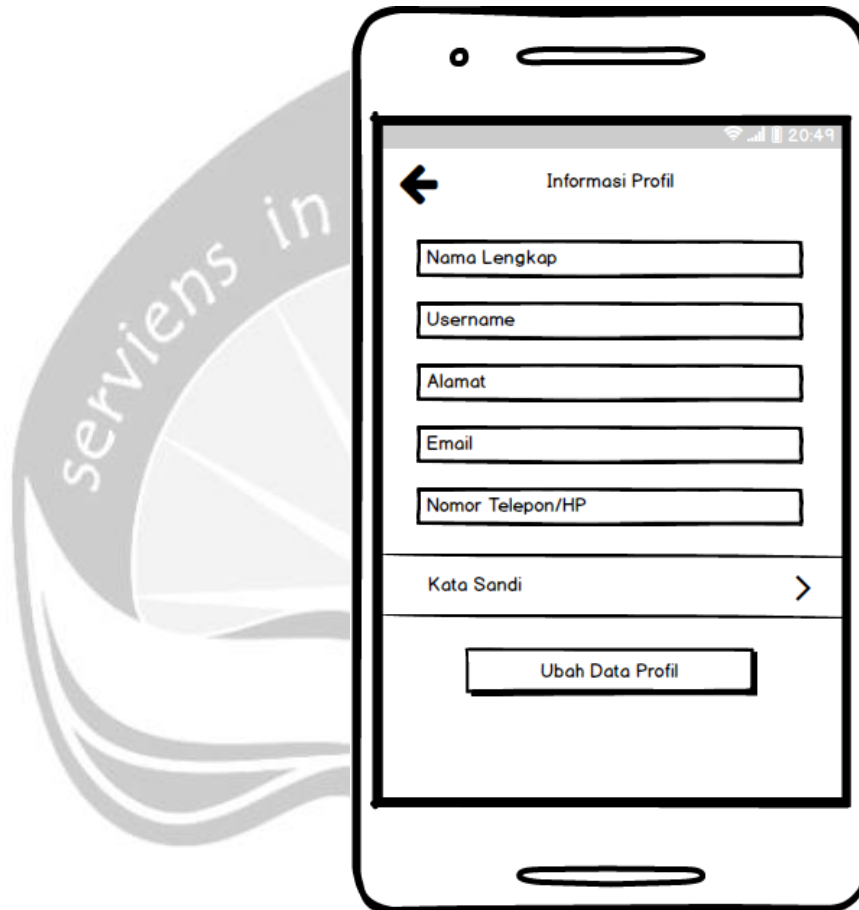 serviens in
20:49
Informasi Profil
Nama Lengkap
Username
Alamat
Email
Nomor Telepon/HP
Kata Sandi
Ubah Data Profil